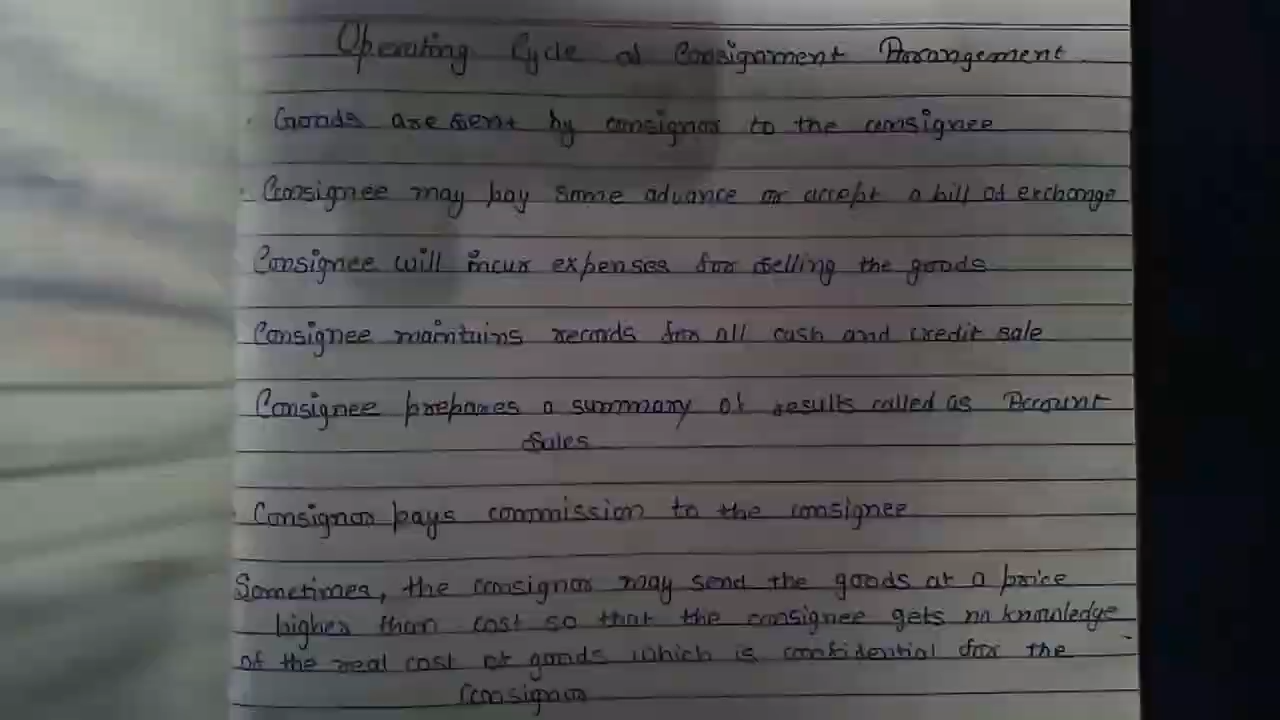 Operating Cycle of Consignment Arrangement
Goods are sent by consignor to the consignee
Consignee may pay some advance or accept a bill of exchange
Consignee will incur expenses for selling the goods
Consignee maintains records for all cash and credit sale
Consignee prepares a summary of results called as Account
Sales
Consignor pays commission to the consignee
Sometimes, the consignor may send the goods at a price
higher than cost so that the consignee gets no knowledge
of the real cost of goods which is confidential for the
Consignor